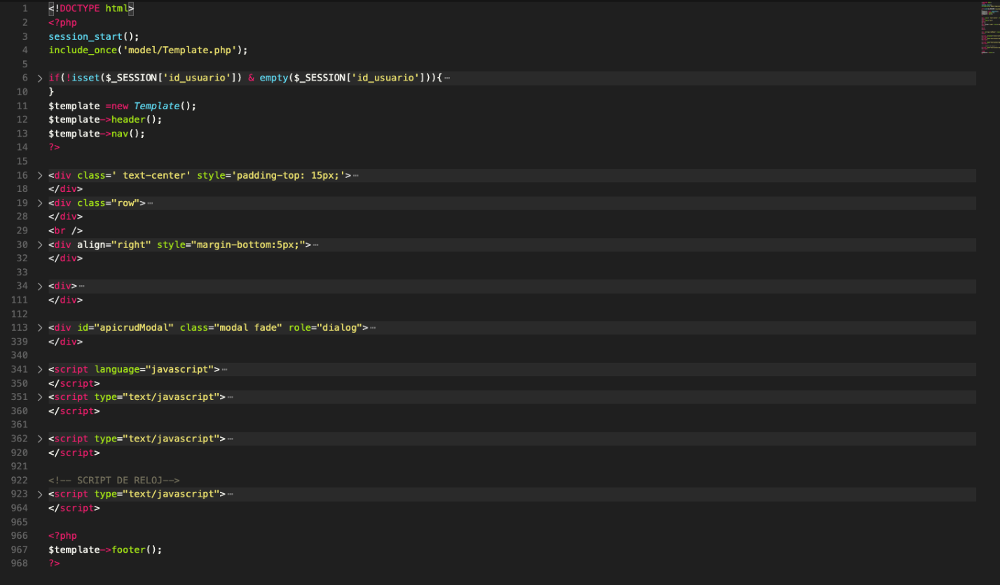 1 <!DOCTYPE html>
2 <?php
3 session_start();
4 include_once('model/Template.php');
5
6 if(!isset($_SESSION['id_usuario']) & empty($_SESSION['id_usuario'])){⋯
10 }
11 $template =new Template();
12 $template->header();
13 $template->nav();
14 ?>
15
16 <div class=' text-center' style='padding-top: 15px;'>⋯
18 </div>
19 <div class="row">⋯
28 </div>
29 <br />
30 <div align="right" style="margin-bottom:5px;">⋯
32 </div>
33
34 <div>⋯
111 </div>
112
113 <div id="apicrudModal" class="modal fade" role="dialog">⋯
339 </div>
340
341 <script language="javascript">⋯
350 </script>
351 <script type="text/javascript">⋯
360 </script>
361
362 <script type="text/javascript">⋯
920 </script>
921
922 <!-- SCRIPT DE RELOJ-->
923 <script type="text/javascript">⋯
964 </script>
965
966 <?php
967 $template->footer();
968 ?>